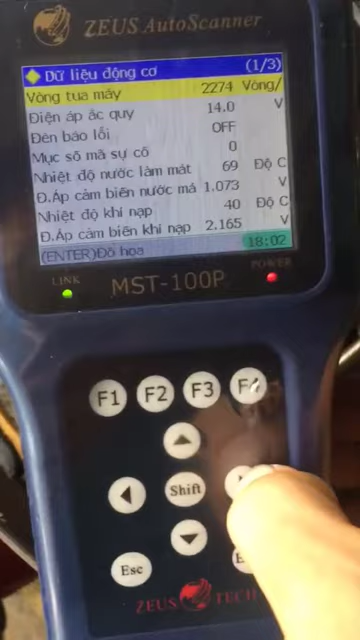 ZEUS AutoScanner
Dữ liệu động cơ (1/3)
Vòng tua máy 2274 Vòng/
Điện áp ắc quy 14.0 V
Đèn báo lỗi OFF
Mục số mã sự cố 0
Nhiệt độ nước làm mát 69 Độ C
Đ.Áp cảm biến nước má 1.073 V
Nhiệt độ khí nạp 40 Độ C
Đ.Áp cảm biến khí nạp 2.165 V
(ENTER)Đồ họa 18:02
LINK MST-100P POWER
F1 F2 F3
Shift
Esc
ZEUS TECH